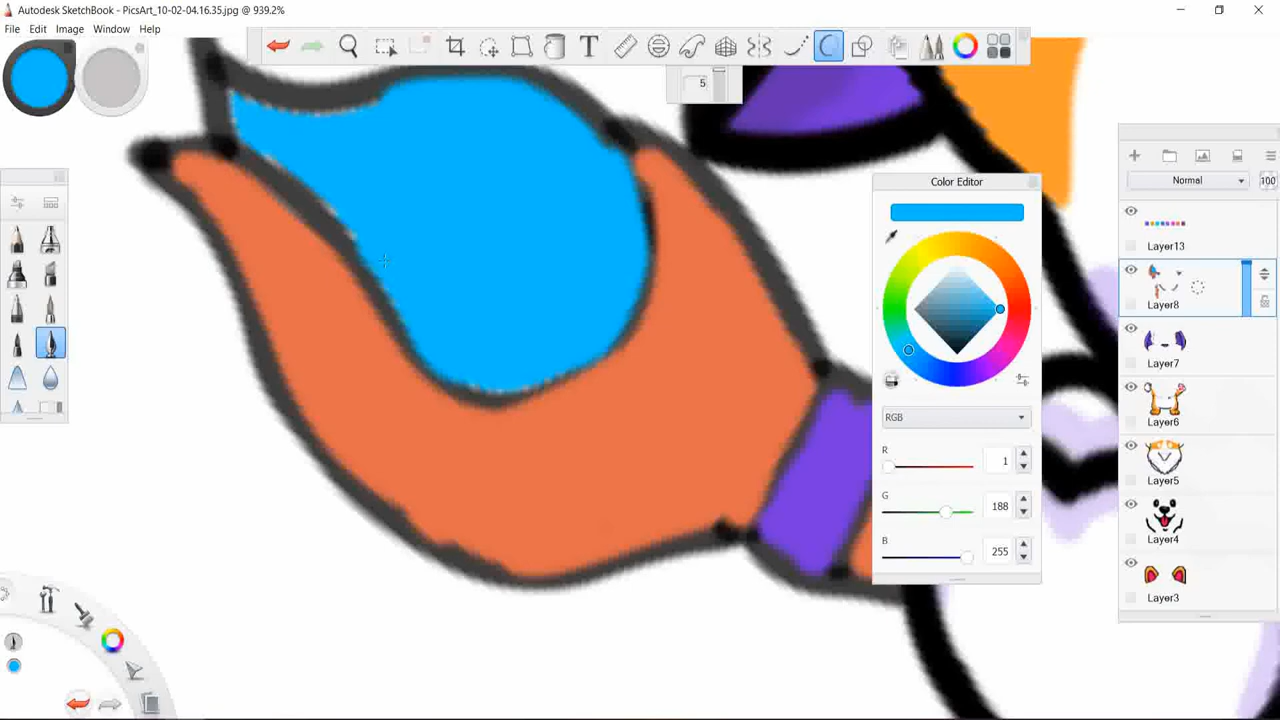 Autodesk SketchBook - PicsArt_10-02-04.16.35.jpg @ 939.2%
File Edit Image Window Help
T
5
Color Editor
RGB
R
1
G
188
B
255
Normal
100
Layer13
Layer8
Layer7
Layer6
Layer5
Layer4
Layer3